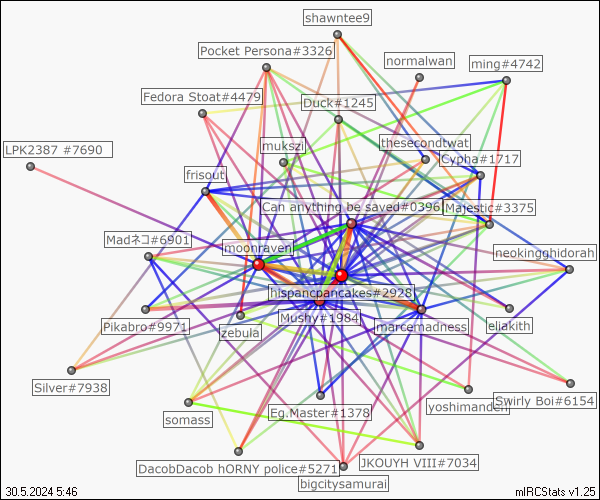 shawntee9
Pocket Persona#3326
normalwan
ming#4742
Fedora Stoat#4479
Duck#1245
thesecondtwat
LPK2387 #7690
mukszi
Cypha#1717
frisout
Can anything be saved#0396
Majestic#3375
Madネコ#6901
moonraven
neokingghidorah
hispancpancakes#2928
Mushy#1984
marcemadness
eliakith
Pikabro#9971
zebula
Silver#7938
Eg.Master#1378
yoshimandeh
Swirly Boi#6154
somass
DacobDacob hORNY police#5271
JKOUYH VIII#7034
bigcitysamurai
30.5.2024 5:46
mIRCStats v1.25